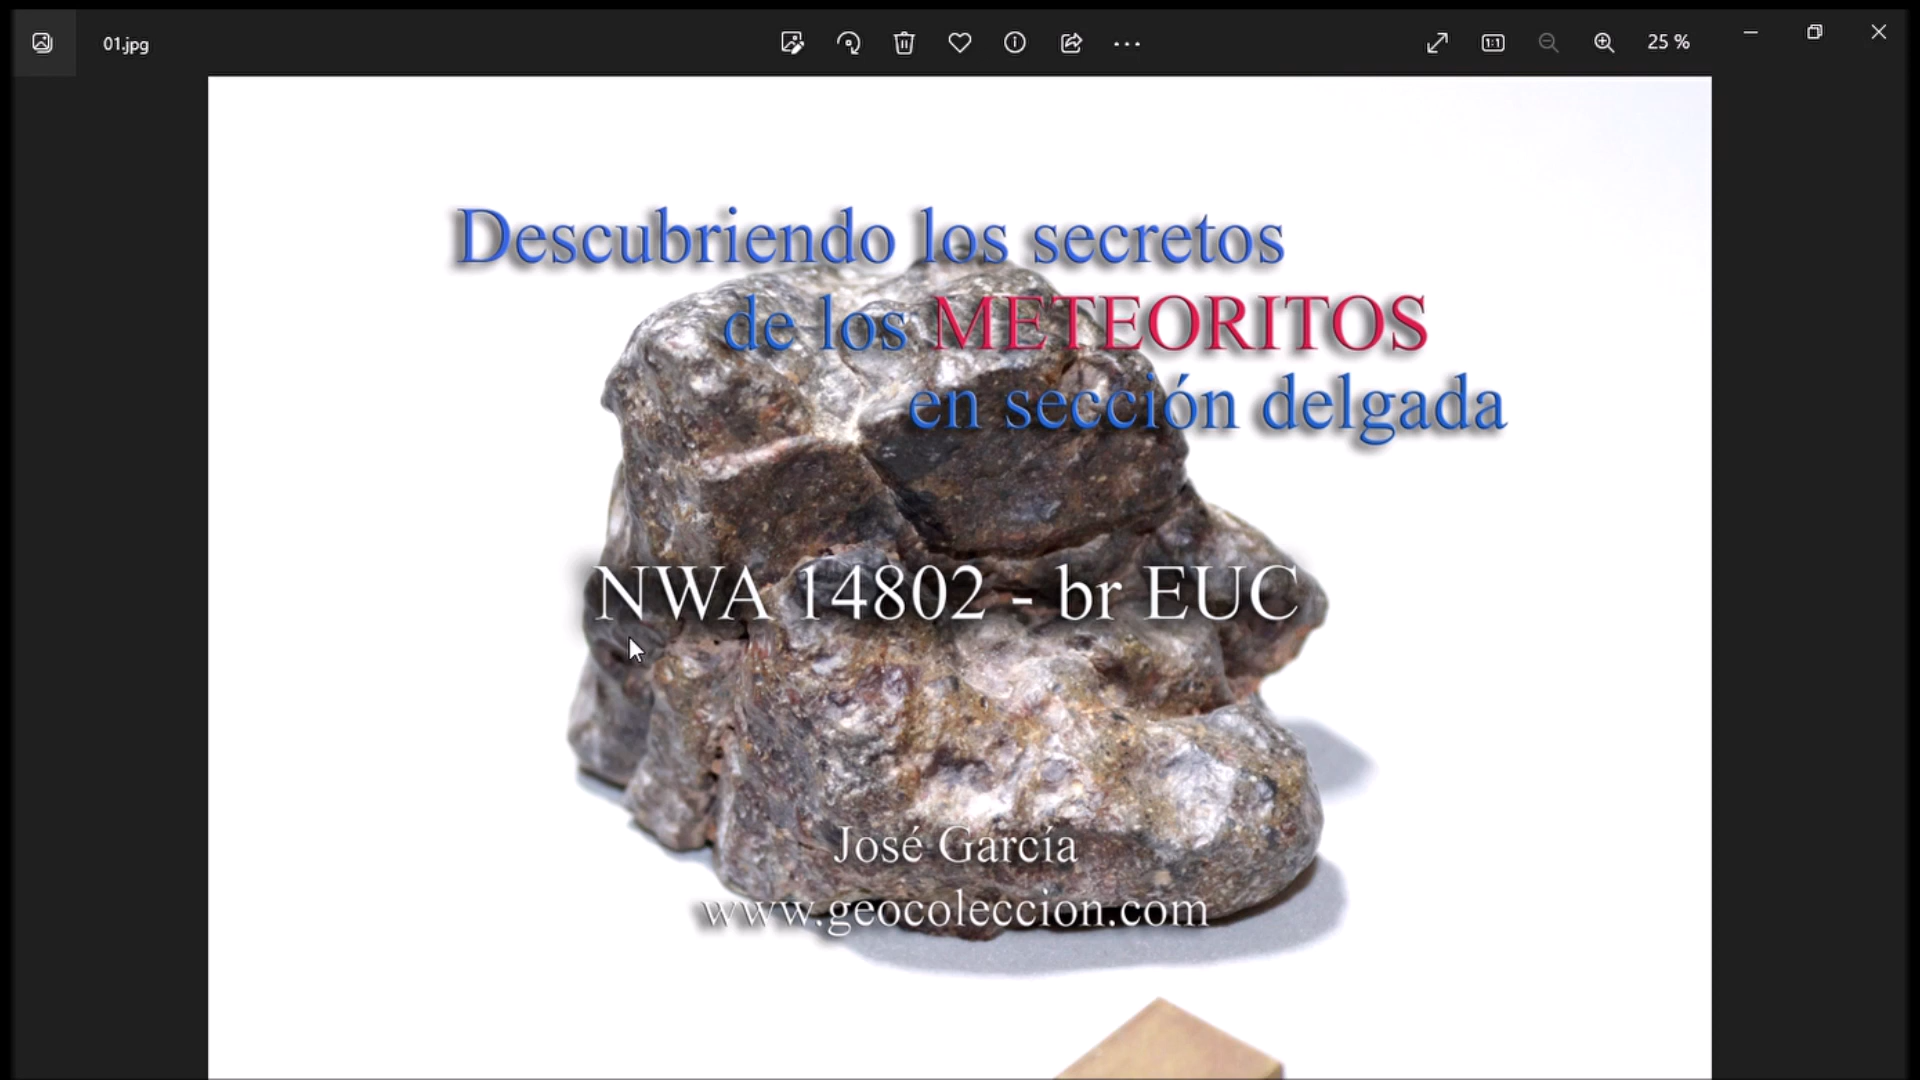 01.jpg
25 %
Descubriendo los secretos
de los METEORITOS
en sección delgada
NWA 14802 - br EUC
José García
www.geocoleccion.com